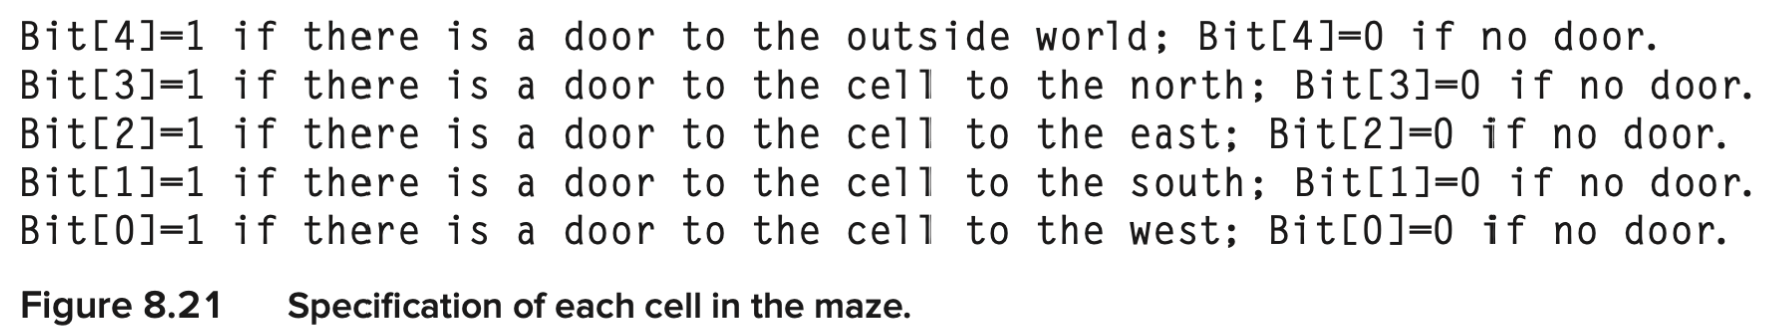 Bit[4]=1 if there is a door to the outside world; Bit[4]=0 if no door.
Bit[3]=1 if there is a door to the cell to the north; Bit[3]=0 if no door.
Bit[2]=1 if there is a door to the cell to the east; Bit[2]=0 if no door.
Bit[1]=1 if there is a door to the cell to the south; Bit[1]=0 if no door.
Bit[0]=1 if there is a door to the cell to the west; Bit[0]=0 if no door.
Figure 8.21 Specification of each cell in the maze.